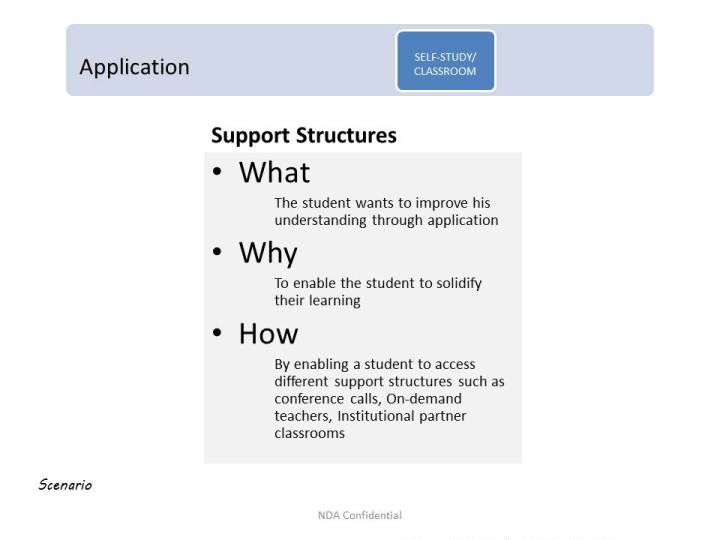 Application
SELF-STUDY/
CLASSROOM
Support Structures
• What
The student wants to improve his
understanding through application
• Why
To enable the student to solidify
their learning
• How
By enabling a student to access
different support structures such as
conference calls, On-demand
teachers, Institutional partner
classrooms
Scenario
NDA Confidential